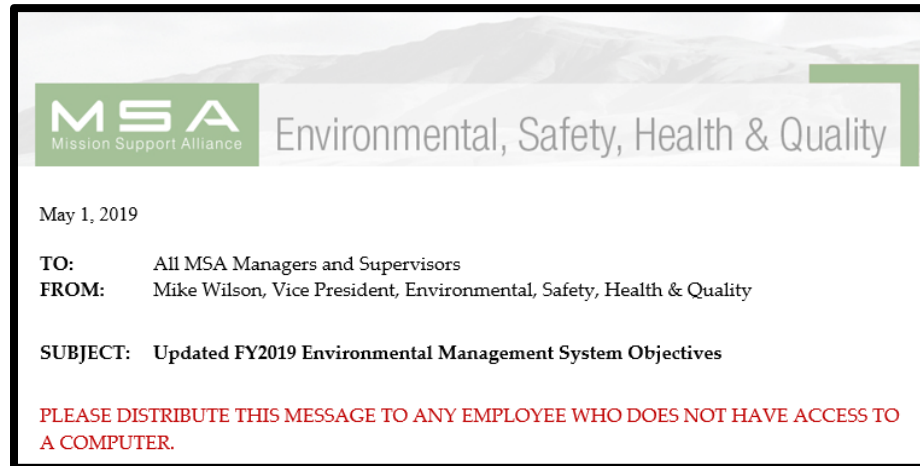 MSA
Mission Support Alliance
Environmental, Safety, Health & Quality
May 1, 2019
TO: All MSA Managers and Supervisors
FROM: Mike Wilson, Vice President, Environmental, Safety, Health & Quality
SUBJECT: Updated FY2019 Environmental Management System Objectives
PLEASE DISTRIBUTE THIS MESSAGE TO ANY EMPLOYEE WHO DOES NOT HAVE ACCESS TO
A COMPUTER.